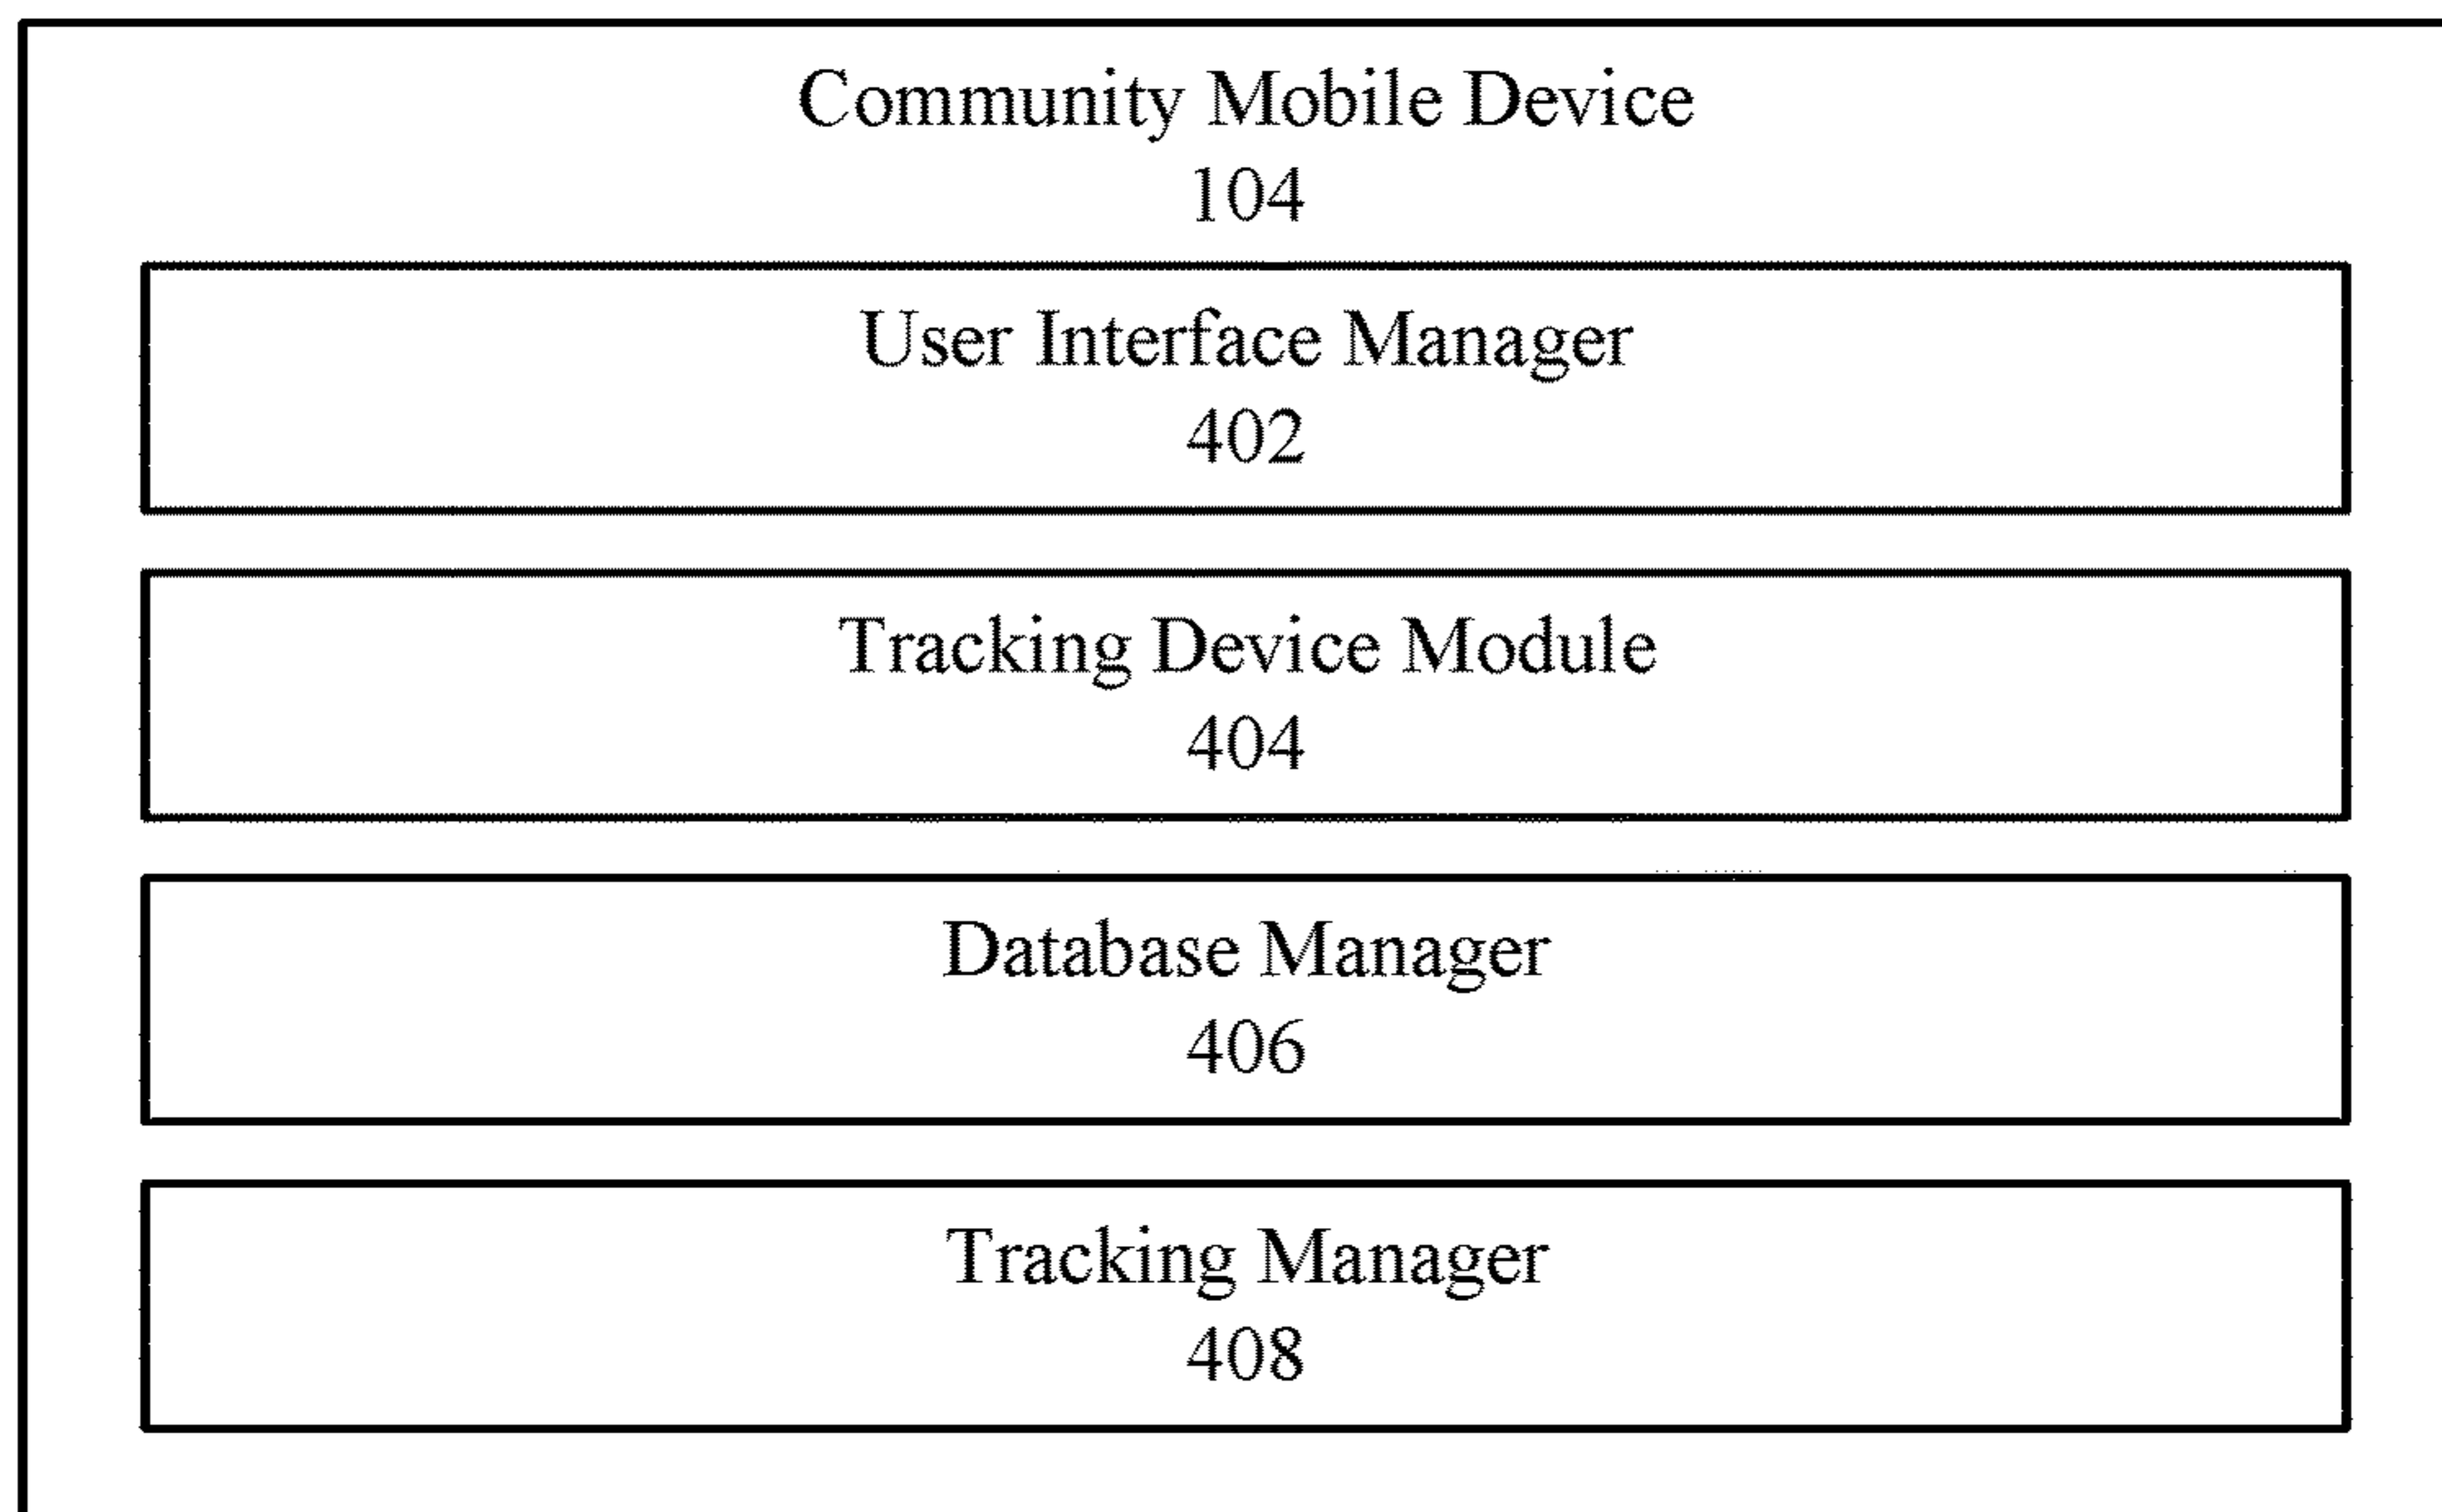 Community Mobile Device
104
User Interface Manager
402
Tracking Device Module
404
Database Manager
406
Tracking Manager
408